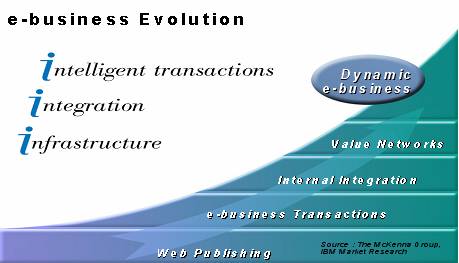 e-business Evolution
intelligent transactions
integration
infrastructure
Dynamic
e-business
Value Networks
Internal Integration
e-business Transactions
Web Publishing
Source : The McKenna Group,
IBM Market Research